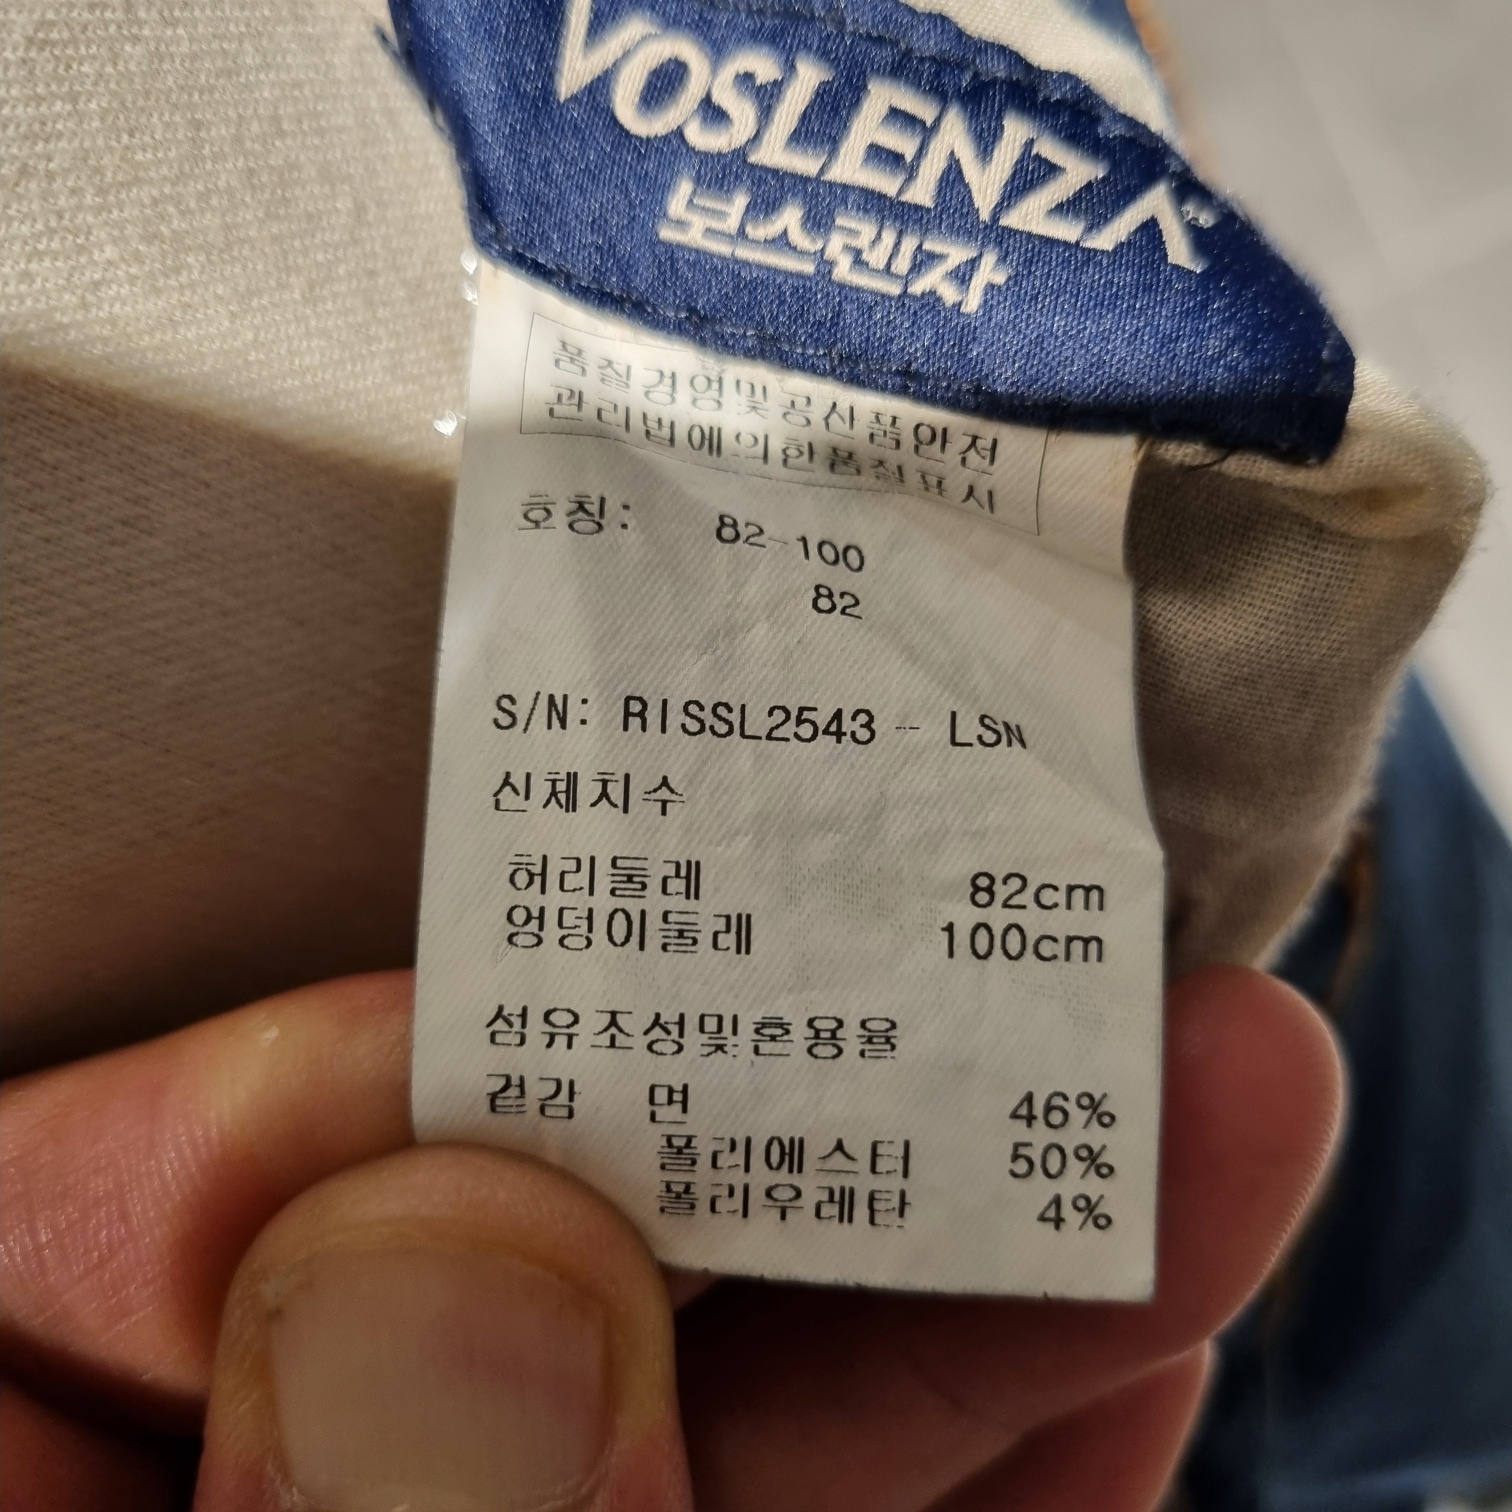 VOSLENZA
보스렌자
품질경영및공산품안전
관리법에의한품질표시
호칭: 82-100
82
S/N: RISSL2543 - LSN
신체치수
허리둘레 82cm
엉덩이둘레 100cm
섬유조성및혼용율
겉감 면 46%
폴리에스터 50%
폴리우레탄 4%